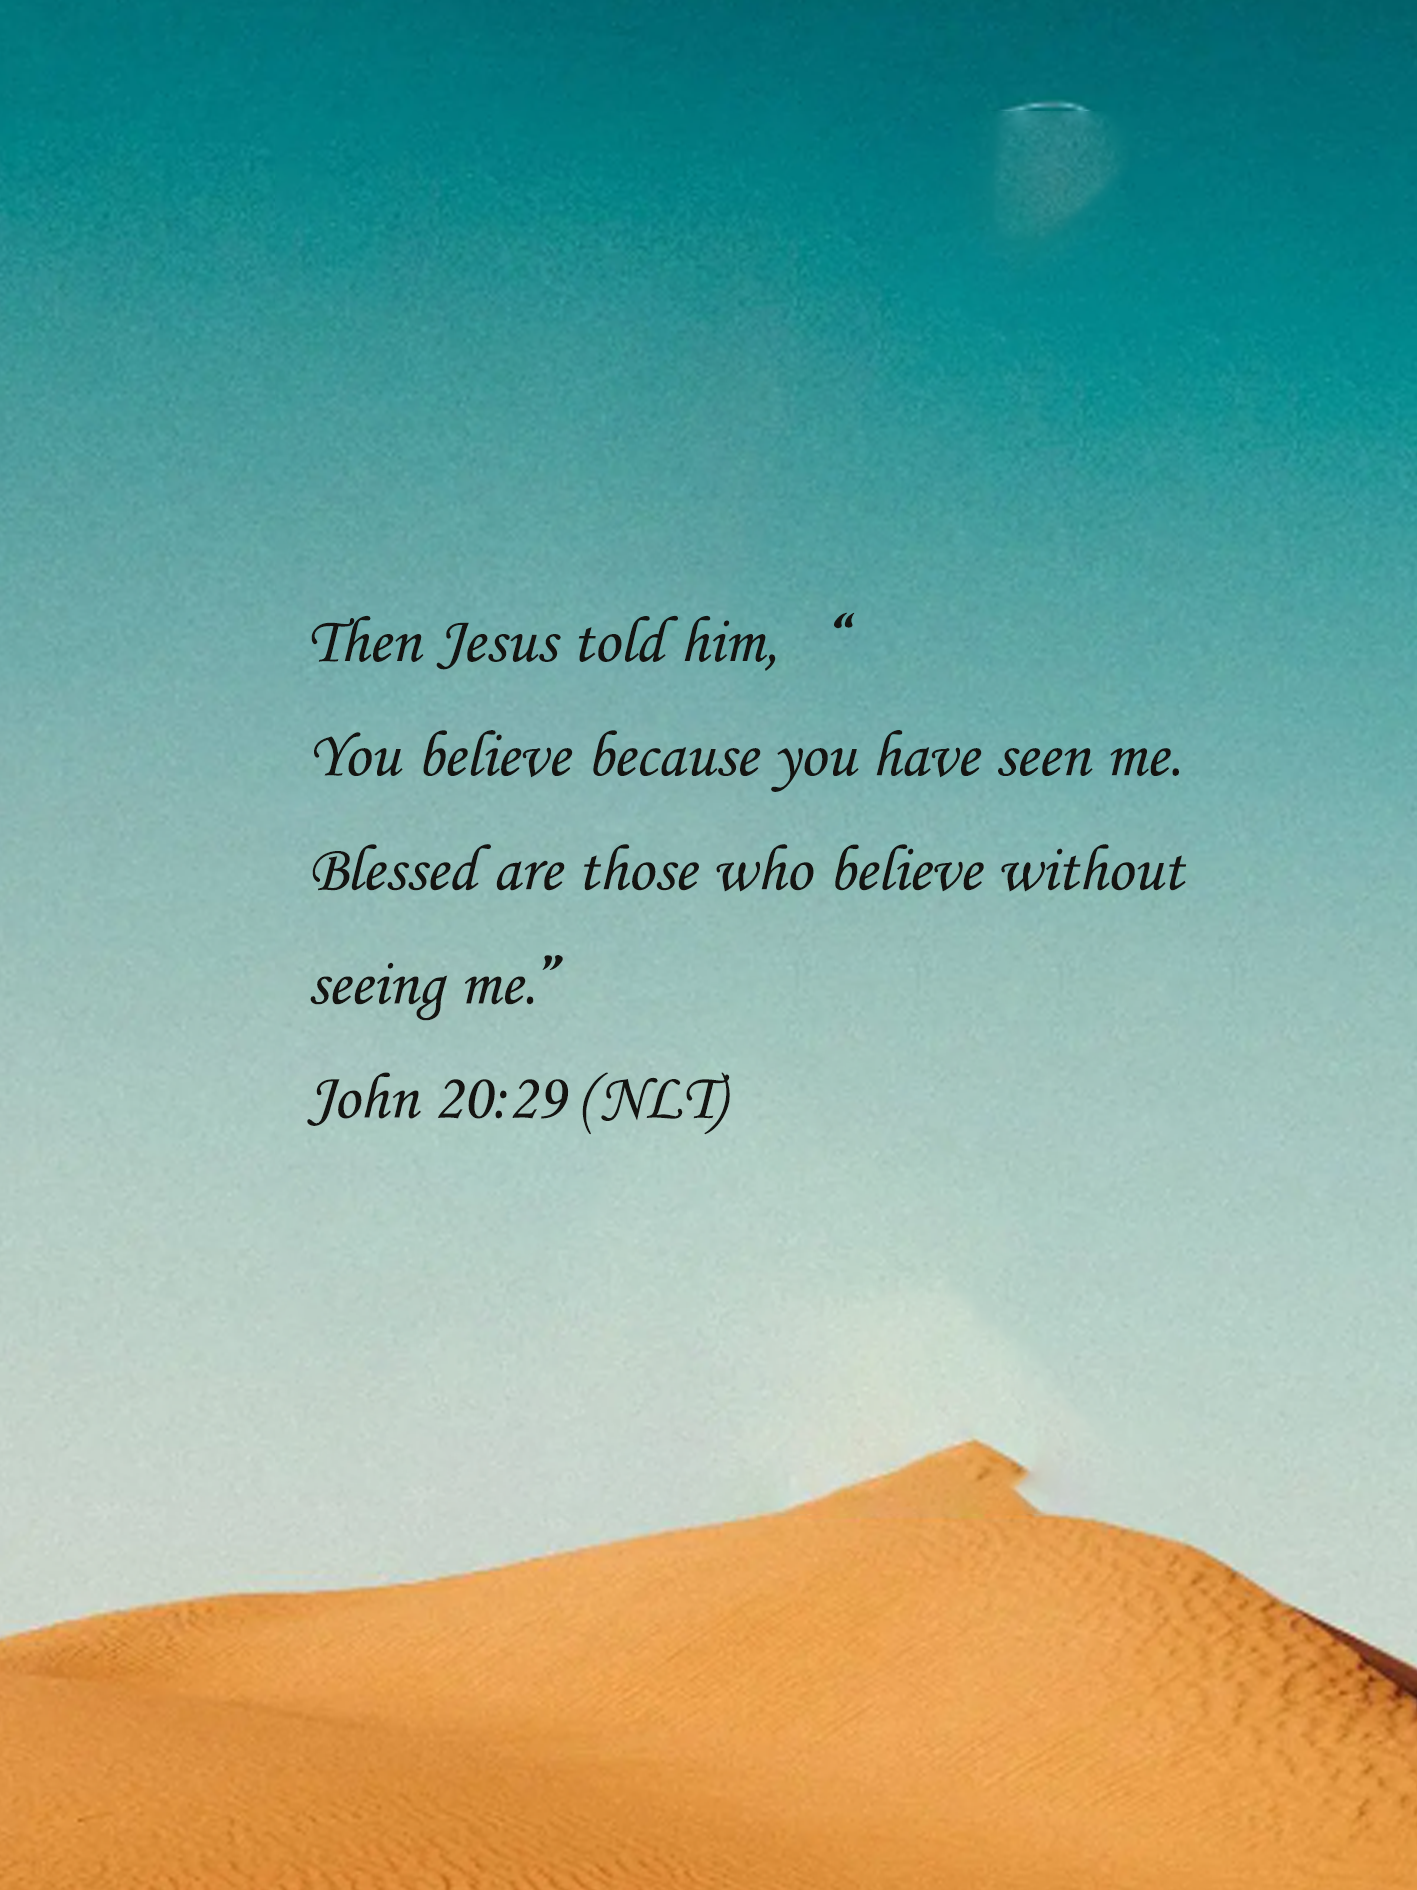 Then Jesus told him, “
You believe because you have seen me.
Blessed are those who believe without
seeing me.”
John 20:29 (NLT)